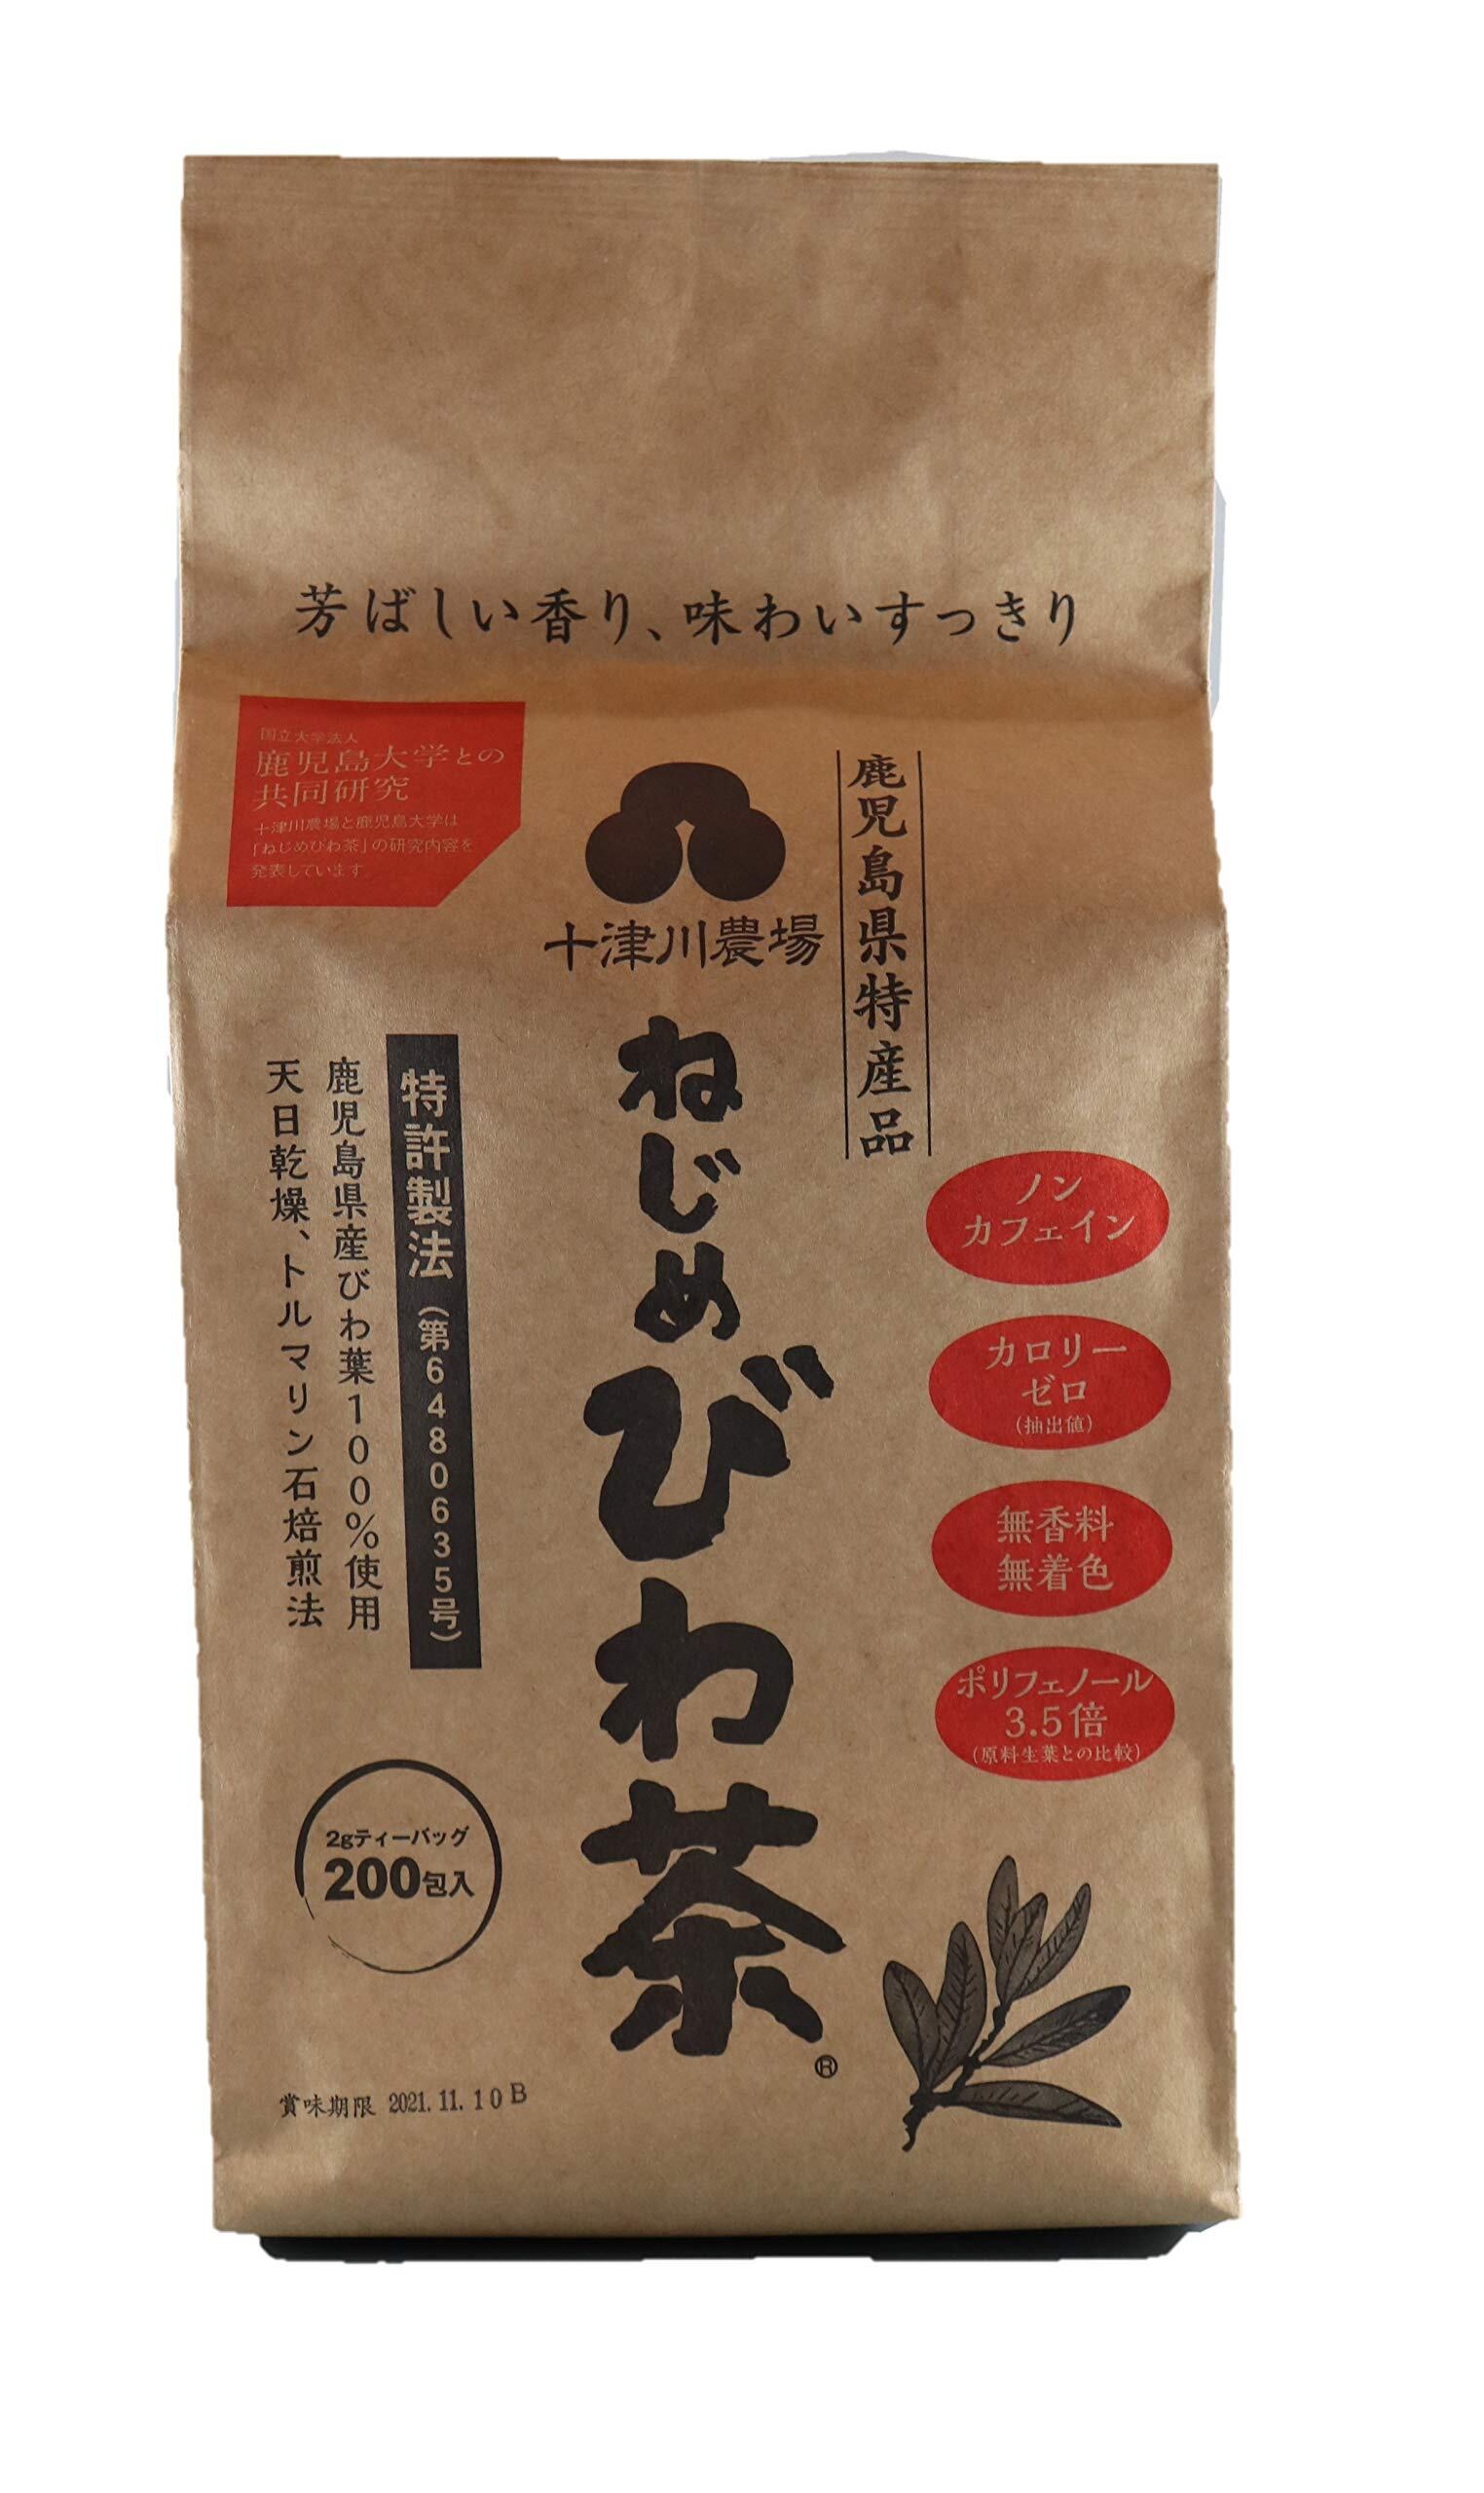 芳ばしい香り、味わいすっきり
国立大学法人
鹿児島大学との
共同研究
十津川農場と鹿児島大学は
「ねじめびわ茶」の研究内容を
発表しています。
十津川農場
鹿児島県特産品
ねじめびわ茶®
特許製法(第6480635号)
鹿児島県産びわ葉100%使用
天日乾燥、トルマリン石焙煎法
ノン
カフェイン
カロリー
ゼロ
(抽出値)
無香料
無着色
ポリフェノール
3.5倍
(原料生葉との比較)
2gティーバッグ
200包入
賞味期限 2021.11.10 B